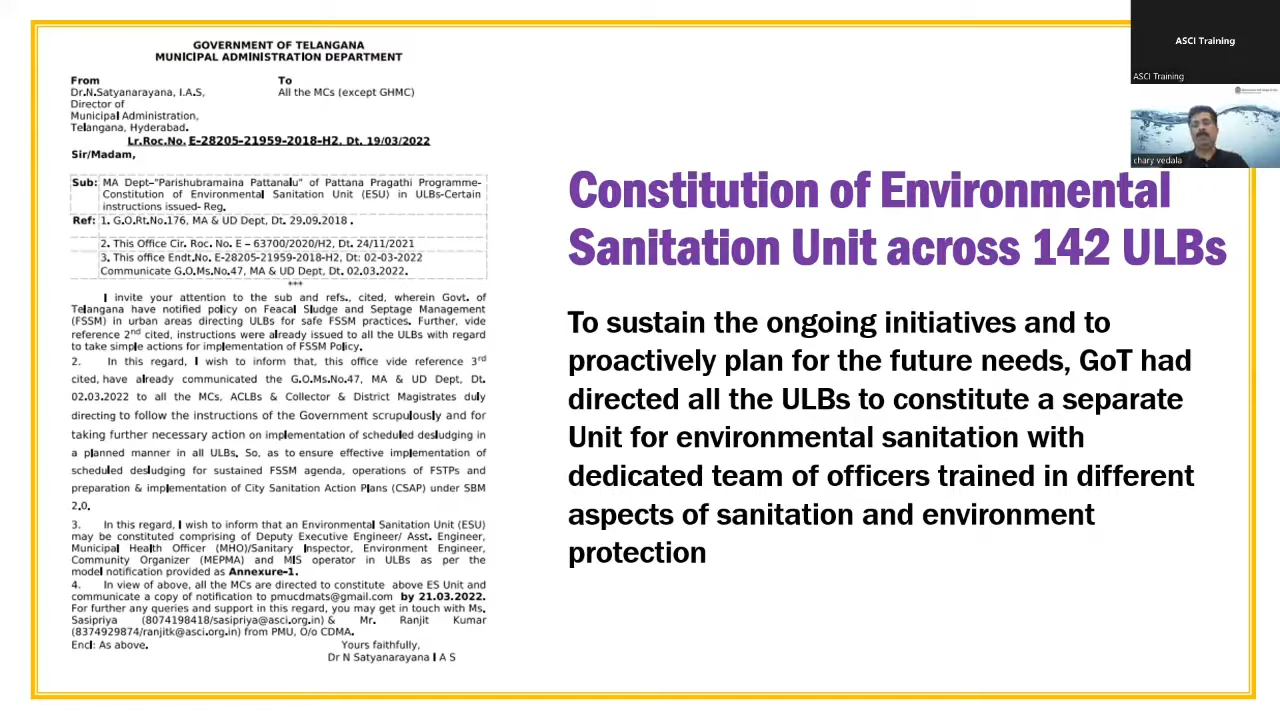 GOVERNMENT OF TELANGANA
MUNICIPAL ADMINISTRATION DEPARTMENT
From
Dr.N.Satyanarayana, I.A.S,
Director of
Municipal Administration,
Telangana, Hyderabad.
To
All the MCs (except GHMC)
Lr.Roc.No. E-28205-21959-2018-H2, Dt. 19/03/2022
Sir/Madam,
Sub: MA Dept–"Parishubramaina Pattanalu" of Pattana Pragathi Programme-
Constitution of Environmental Sanitation Unit (ESU) in ULBs-Certain
instructions issued- Reg.
Ref: 1. G.O.Rt.No.176, MA & UD Dept, Dt. 29.09.2018 .
2. This Office Cir. Roc. No. E – 63700/2020/H2, Dt. 24/11/2021
3. This office Endt.No. E-28205-21959-2018-H2, Dt: 02-03-2022
Communicate G.O.Ms.No.47, MA & UD Dept, Dt. 02.03.2022.
***
I invite your attention to the sub and refs., cited, wherein Govt. of
Telangana have notified policy on Feacal Sludge and Septage Management
(FSSM) in urban areas directing ULBs for safe FSSM practices. Further, vide
reference 2nd cited, instructions were already issued to all the ULBs with regard
to take simple actions for implementation of FSSM Policy.
2. In this regard, I wish to inform that, this office vide reference 3rd
cited, have already communicated the G.O.Ms.No.47, MA & UD Dept, Dt.
02.03.2022 to all the MCs, ACLBs & Collector & District Magistrates duly
directing to follow the instructions of the Government scrupulously and for
taking further necessary action on implementation of scheduled desludging in
a planned manner in all ULBs. So, as to ensure effective implementation of
scheduled desludging for sustained FSSM agenda, operations of FSTPs and
preparation & implementation of City Sanitation Action Plans (CSAP) under SBM
2.0.
3. In this regard, I wish to inform that an Environmental Sanitation Unit (ESU)
may be constituted comprising of Deputy Executive Engineer/ Asst. Engineer,
Municipal Health Officer (MHO)/Sanitary Inspector, Environment Engineer,
Community Organizer (MEPMA) and MIS operator in ULBs as per the
model notification provided as Annexure-1.
4. In view of above, all the MCs are directed to constitute above ES Unit and
communicate a copy of notification to pmucdmats@gmail.com by 21.03.2022.
For further any queries and support in this regard, you may get in touch with Ms.
Sasipriya (8074198418/sasipriya@asci.org.in) & Mr. Ranjit Kumar
(8374929874/ranjitk@asci.org.in) from PMU, O/o CDMA.
Encl: As above.
Yours faithfully,
Dr N Satyanarayana I A S
Constitution of Environmental
Sanitation Unit across 142 ULBs
To sustain the ongoing initiatives and to
proactively plan for the future needs, GoT had
directed all the ULBs to constitute a separate
Unit for environmental sanitation with
dedicated team of officers trained in different
aspects of sanitation and environment
protection
ASCI Training
ASCI Training
chary vedala